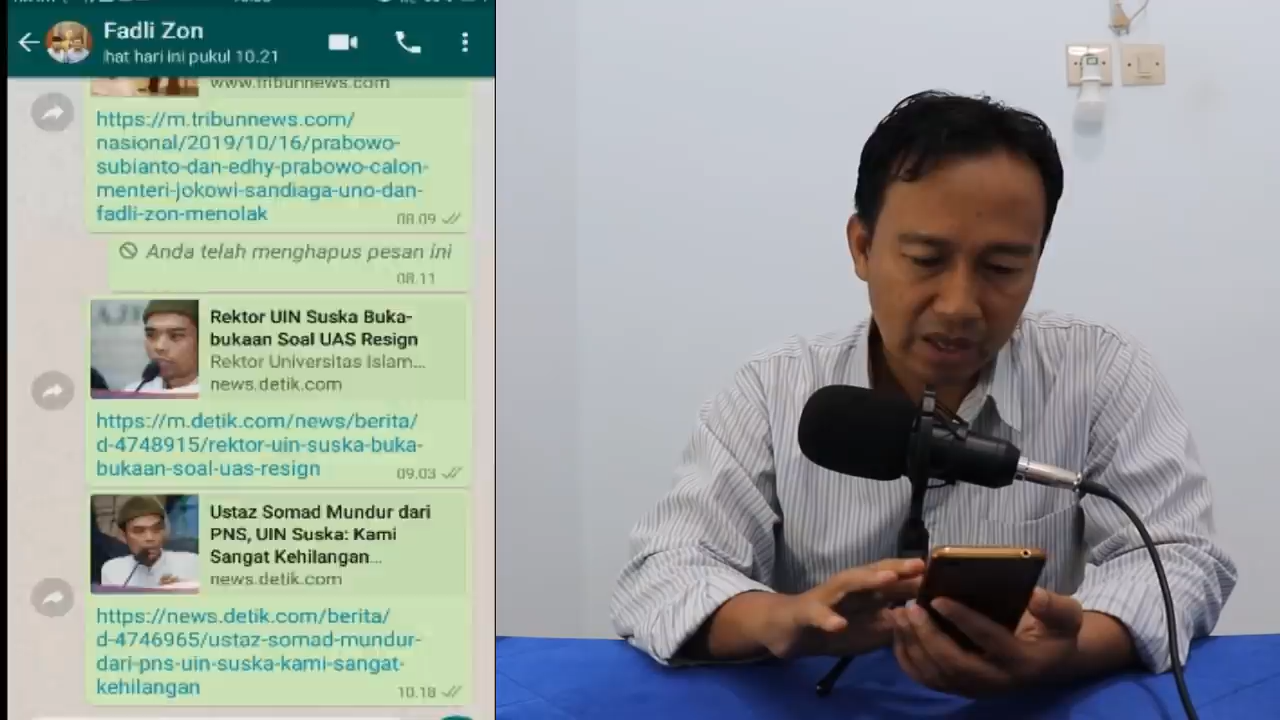 Fadli Zon
hat hari ini pukul 10.21
www.tribunnews.com
https://m.tribunnews.com/
nasional/2019/10/16/prabowo-
subianto-dan-edhy-prabowo-calon-
menteri-jokowi-sandiaga-uno-dan-
fadli-zon-menolak
08.09
Anda telah menghapus pesan ini
08.11
Rektor UIN Suska Buka-
bukaan Soal UAS Resign
Rektor Universitas Islam...
news.detik.com
https://m.detik.com/news/berita/
d-4748915/rektor-uin-suska-buka-
bukaan-soal-uas-resign
09.03
Ustaz Somad Mundur dari
PNS, UIN Suska: Kami
Sangat Kehilangan...
news.detik.com
https://news.detik.com/berita/
d-4746965/ustaz-somad-mundur-
dari-pns-uin-suska-kami-sangat-
kehilangan
10.18